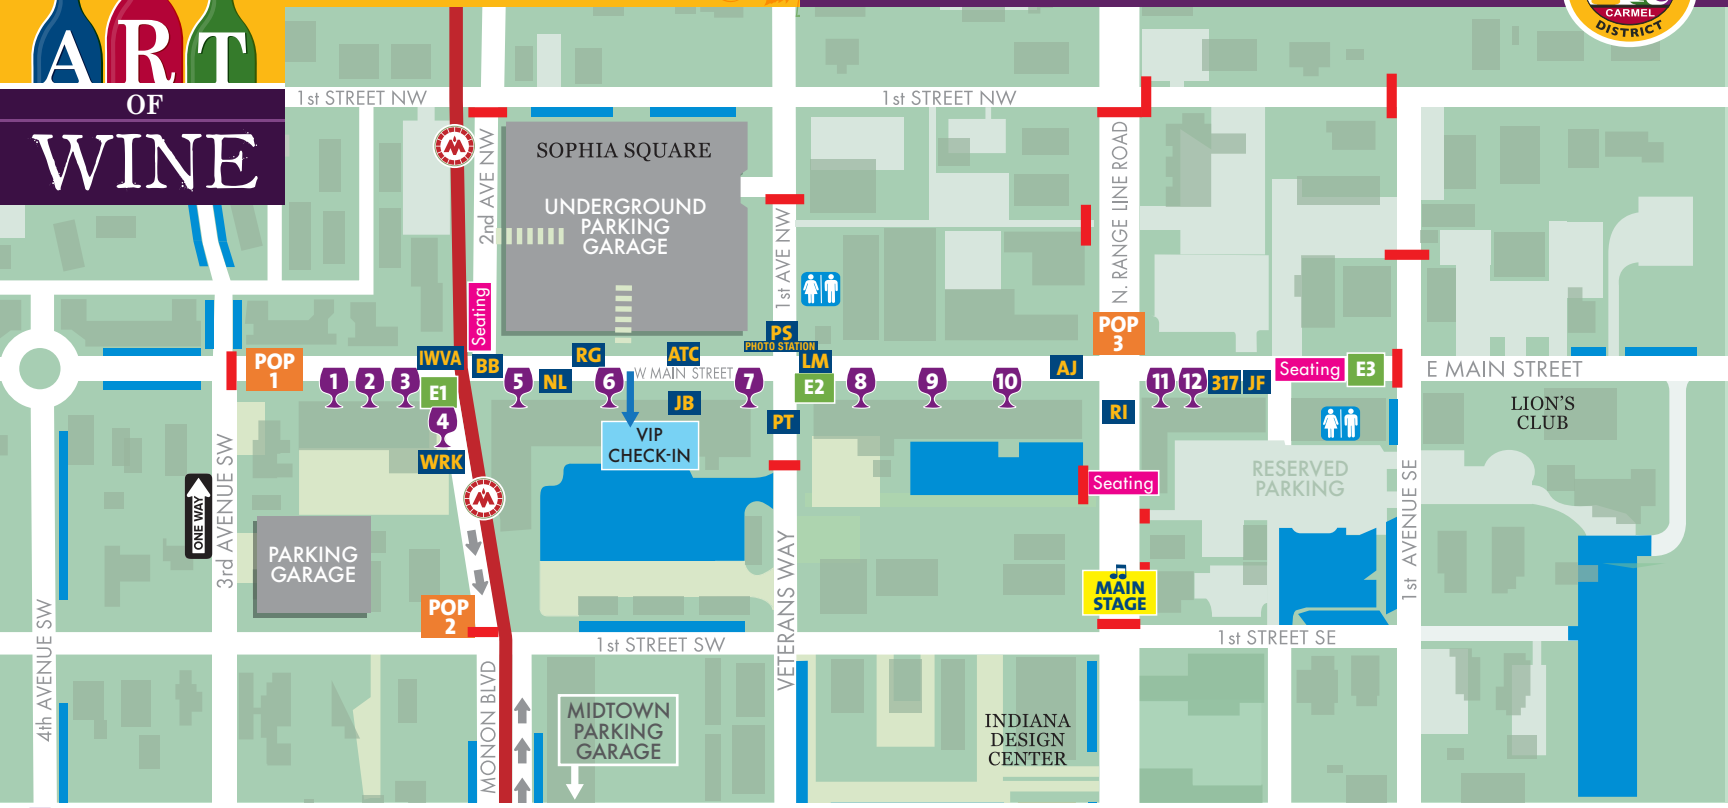 ART
OF
WINE
CARMEL
DISTRICT
1st STREET NW
1st STREET NW
2nd AVE NW
SOPHIA SQUARE
UNDERGROUND
PARKING
GARAGE
1st AVE NW
N. RANGE LINE ROAD
Seating
POP
1
1
2
3
IWVA
E1
4
WRK
BB
5
NL
RG
6
ATC
W MAIN STREET
JB
VIP
CHECK-IN
7
PS
PHOTO STATION
LM
E2
PT
8
9
10
AJ
POP
3
RI
11
12
317
JF
Seating
E3
E MAIN STREET
LION'S
CLUB
RESERVED
PARKING
Seating
MAIN
STAGE
ONE WAY
3rd AVENUE SW
PARKING
GARAGE
POP
2
4th AVENUE SW
1st STREET SW
VETERANS WAY
1st STREET SE
1st AVENUE SE
MONON BLVD
MIDTOWN
PARKING
GARAGE
INDIANA
DESIGN
CENTER
M
M